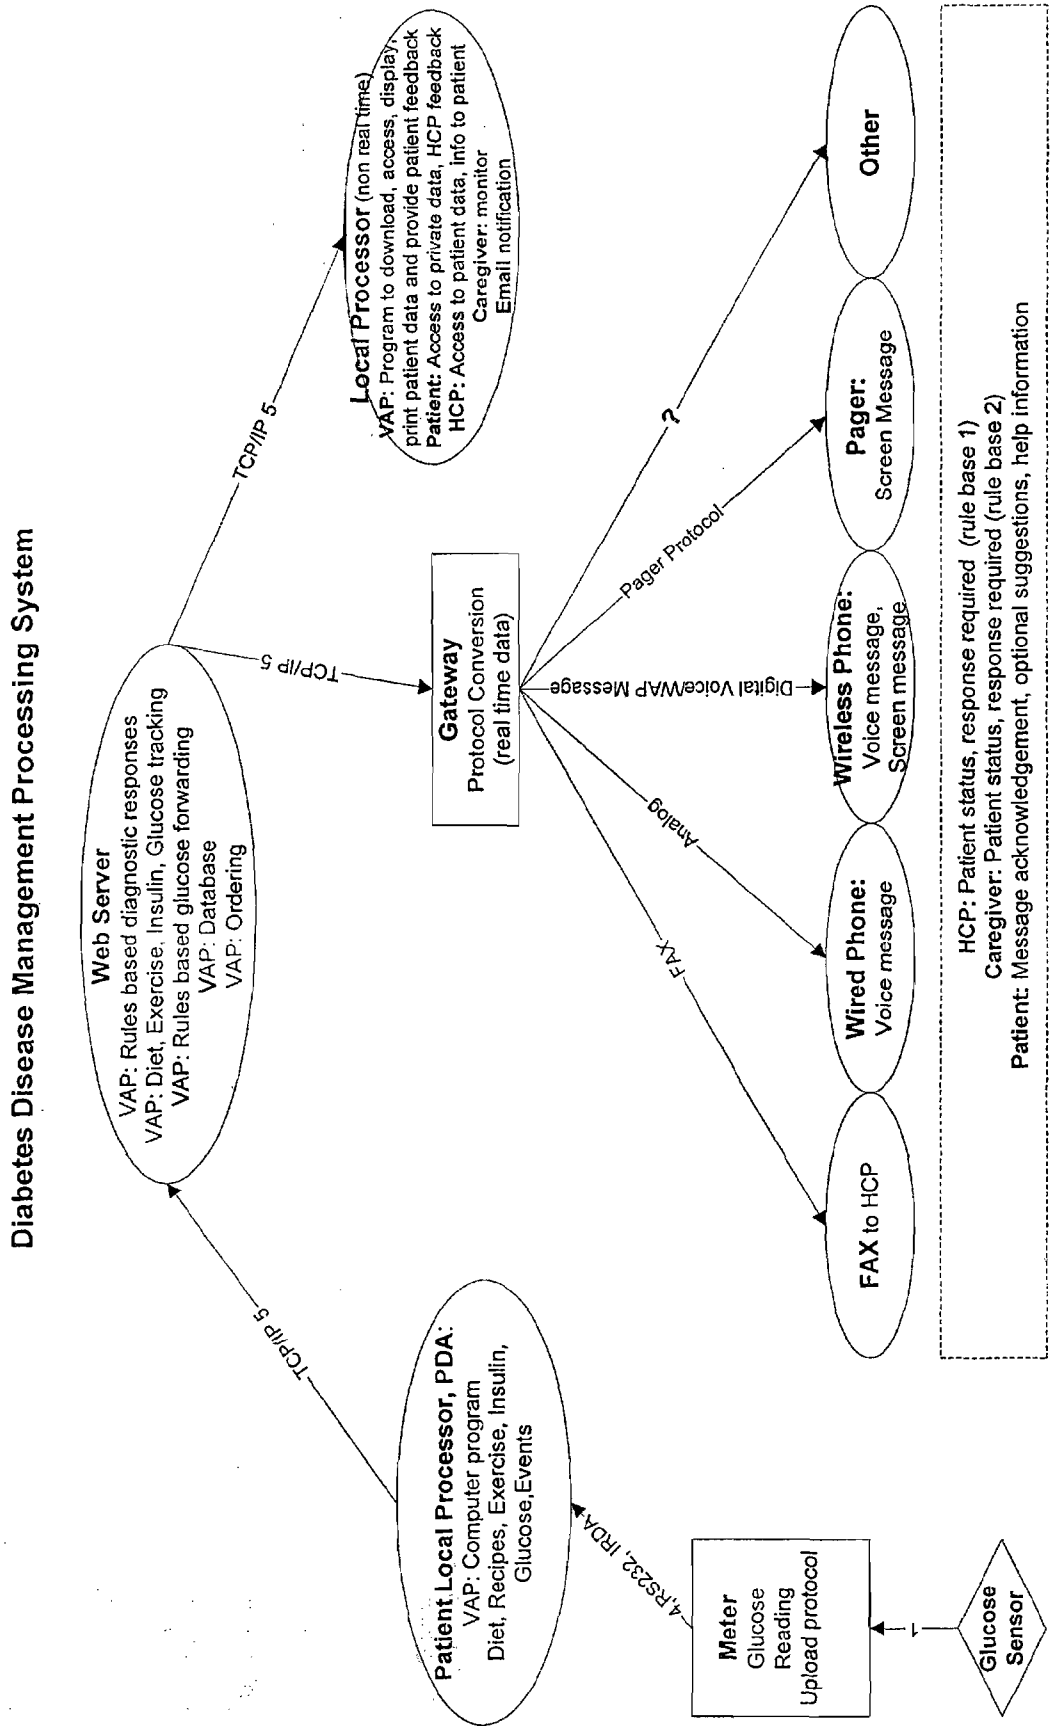 Diabetes Disease Management Processing System
Web Server
VAP: Rules based diagnostic responses
VAP: Diet, Exercise, Insulin, Glucose tracking
VAP: Rules based glucose forwarding
VAP: Database
VAP: Ordering
TCP/IP 5
TCP/IP 5
TCP/IP 5
Patient Local Processor, PDA:
VAP: Computer program
Diet, Recipes, Exercise, Insulin,
Glucose,Events
Gateway
Protocol Conversion
(real time data)
Local Processor (non real time)
VAP: Program to download, access, display,
print patient data and provide patient feedback
Patient: Access to private data, HCP feedback
HCP: Access to patient data, info to patient
Caregiver: monitor
Email notification
4,RS232, IRDA
Meter
Glucose
Reading
Upload protocol
1
Glucose
Sensor
FAX
Analog
Digital Voice/WAP Message
Pager Protocol
?
FAX to HCP
Wired Phone:
Voice message
Wireless Phone:
Voice message,
Screen message
Pager:
Screen Message
Other
HCP: Patient status, response required (rule base 1)
Caregiver: Patient status, response required (rule base 2)
Patient: Message acknowledgement, optional suggestions, help information